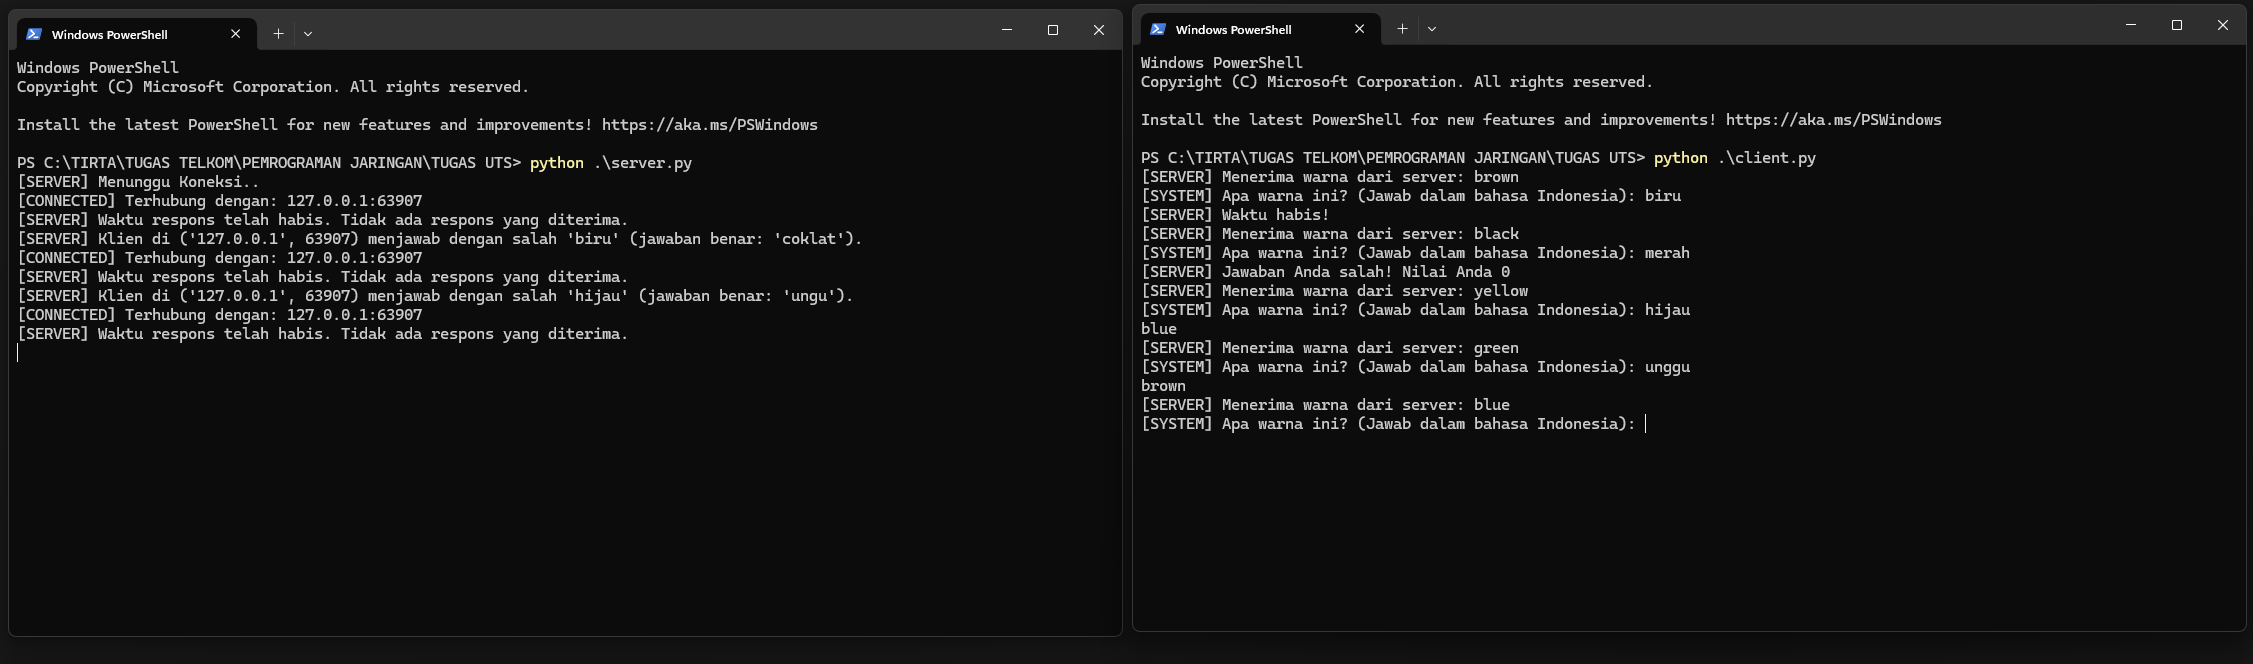 Windows PowerShell
Windows PowerShell
Copyright (C) Microsoft Corporation. All rights reserved.
Install the latest PowerShell for new features and improvements! https://aka.ms/PSWindows
PS C:\TIRTA\TUGAS TELKOM\PEMROGRAMAN JARINGAN\TUGAS UTS> python .\server.py
[SERVER] Menunggu Koneksi..
[CONNECTED] Terhubung dengan: 127.0.0.1:63907
[SERVER] Waktu respons telah habis. Tidak ada respons yang diterima.
[SERVER] Klien di ('127.0.0.1', 63907) menjawab dengan salah 'biru' (jawaban benar: 'coklat').
[CONNECTED] Terhubung dengan: 127.0.0.1:63907
[SERVER] Waktu respons telah habis. Tidak ada respons yang diterima.
[SERVER] Klien di ('127.0.0.1', 63907) menjawab dengan salah 'hijau' (jawaban benar: 'ungu').
[CONNECTED] Terhubung dengan: 127.0.0.1:63907
[SERVER] Waktu respons telah habis. Tidak ada respons yang diterima.
Windows PowerShell
Windows PowerShell
Copyright (C) Microsoft Corporation. All rights reserved.
Install the latest PowerShell for new features and improvements! https://aka.ms/PSWindows
PS C:\TIRTA\TUGAS TELKOM\PEMROGRAMAN JARINGAN\TUGAS UTS> python .\client.py
[SERVER] Menerima warna dari server: brown
[SYSTEM] Apa warna ini? (Jawab dalam bahasa Indonesia): biru
[SERVER] Waktu habis!
[SERVER] Menerima warna dari server: black
[SYSTEM] Apa warna ini? (Jawab dalam bahasa Indonesia): merah
[SERVER] Jawaban Anda salah! Nilai Anda 0
[SERVER] Menerima warna dari server: yellow
[SYSTEM] Apa warna ini? (Jawab dalam bahasa Indonesia): hijau
blue
[SERVER] Menerima warna dari server: green
[SYSTEM] Apa warna ini? (Jawab dalam bahasa Indonesia): unggu
brown
[SERVER] Menerima warna dari server: blue
[SYSTEM] Apa warna ini? (Jawab dalam bahasa Indonesia):